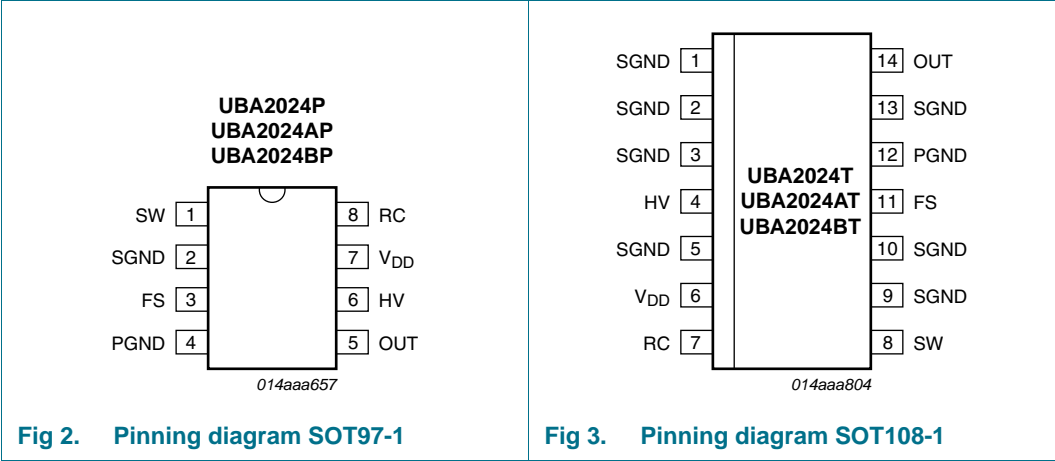 UBA2024P
UBA2024AP
UBA2024BP
SW 1 8 RC
SGND 2 7 VDD
FS 3 6 HV
PGND 4 5 OUT
014aaa657
Fig 2. Pinning diagram SOT97-1
SGND 1 14 OUT
SGND 2 13 SGND
SGND 3 12 PGND
UBA2024T
HV 4 UBA2024AT 11 FS
UBA2024BT
SGND 5 10 SGND
VDD 6 9 SGND
RC 7 8 SW
014aaa804
Fig 3. Pinning diagram SOT108-1